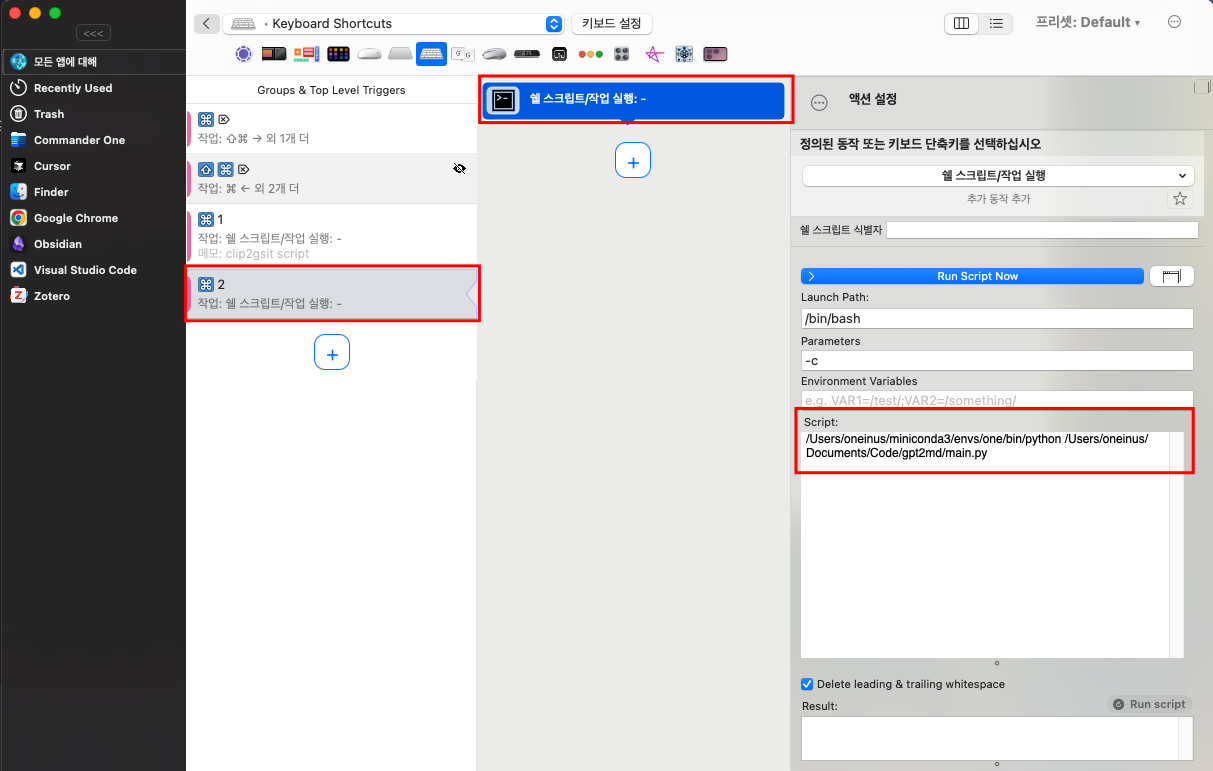 <<<
모든 앱에 대해
Recently Used
Trash
Commander One
Cursor
Finder
Google Chrome
Obsidian
Visual Studio Code
Zotero
Keyboard Shortcuts
키보드 설정
프리셋: Default
Groups & Top Level Triggers
⌘ ⌦
작업: ⇧⌘ → 외 1개 더
⇧ ⌘ ⌦
작업: ⌘ ← 외 2개 더
⌘ 1
작업: 쉘 스크립트/작업 실행: -
메모: clip2gsit script
⌘ 2
작업: 쉘 스크립트/작업 실행: -
+
쉘 스크립트/작업 실행: -
+
액션 설정
정의된 동작 또는 키보드 단축키를 선택하십시오
쉘 스크립트/작업 실행
추가 동작 추가
쉘 스크립트 식별자
Run Script Now
Launch Path:
/bin/bash
Parameters
-c
Environment Variables
e.g. VAR1=/test/;VAR2=/something/
Script:
/Users/oneinus/miniconda3/envs/one/bin/python /Users/oneinus/
Documents/Code/gpt2md/main.py
Delete leading & trailing whitespace
Result:
Run script